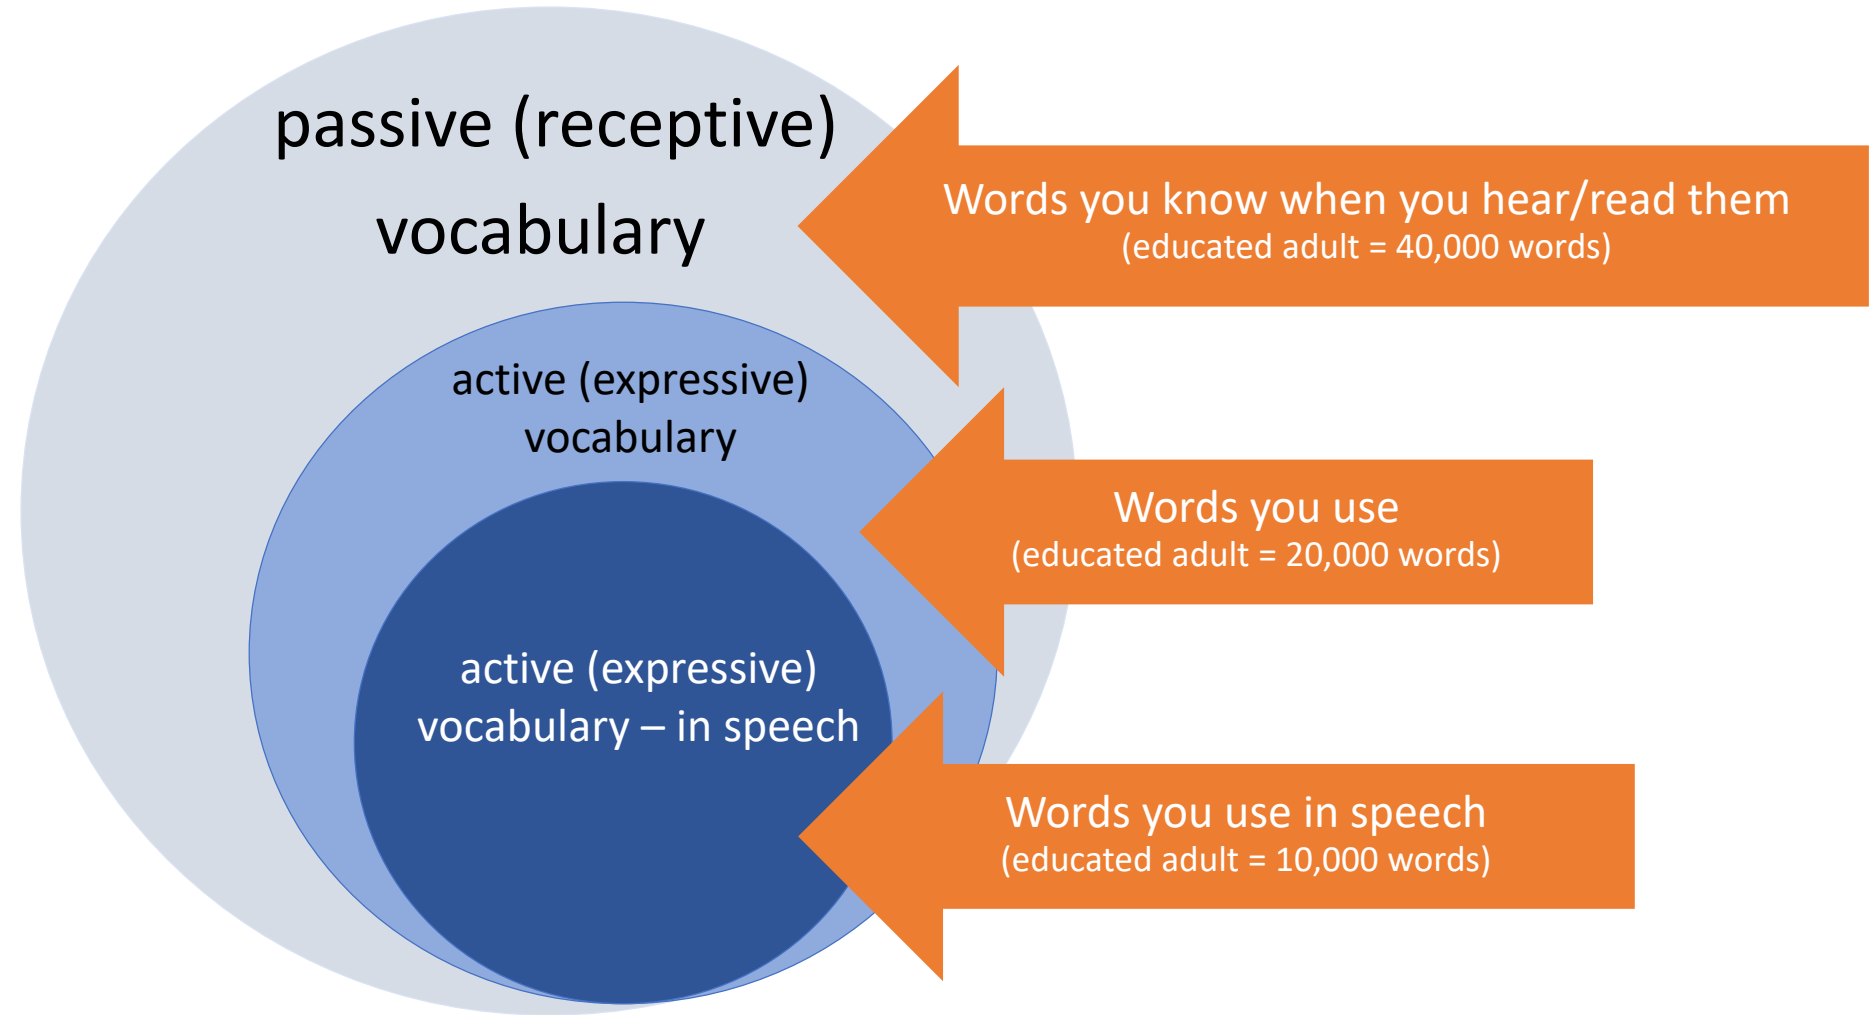 passive (receptive)
vocabulary
Words you know when you hear/read them
(educated adult = 40,000 words)
active (expressive)
vocabulary
Words you use
(educated adult = 20,000 words)
active (expressive)
vocabulary – in speech
Words you use in speech
(educated adult = 10,000 words)